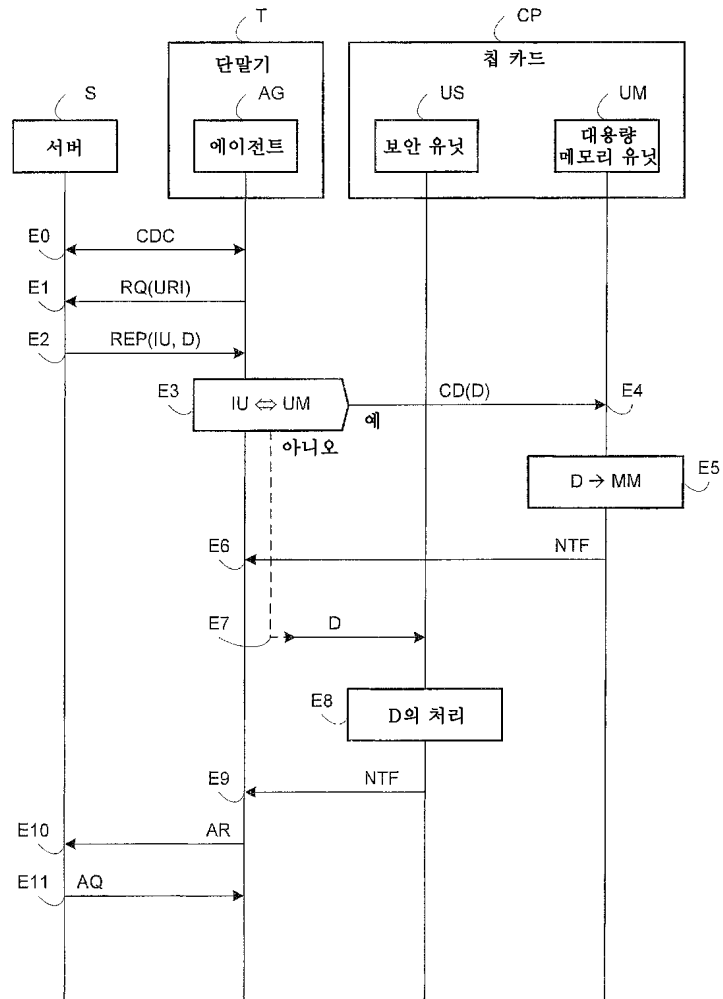 T
CP
단말기
칩 카드
S
AG
US
UM
서버
에이전트
보안 유닛
대용량
메모리 유닛
E0
CDC
E1
RQ(URI)
E2
REP(IU, D)
E3
IU ⇔ UM
CD(D)
E4
예
아니오
D → MM
E5
E6
NTF
E7
D
E8
D의 처리
E9
NTF
E10
AR
E11
AQ